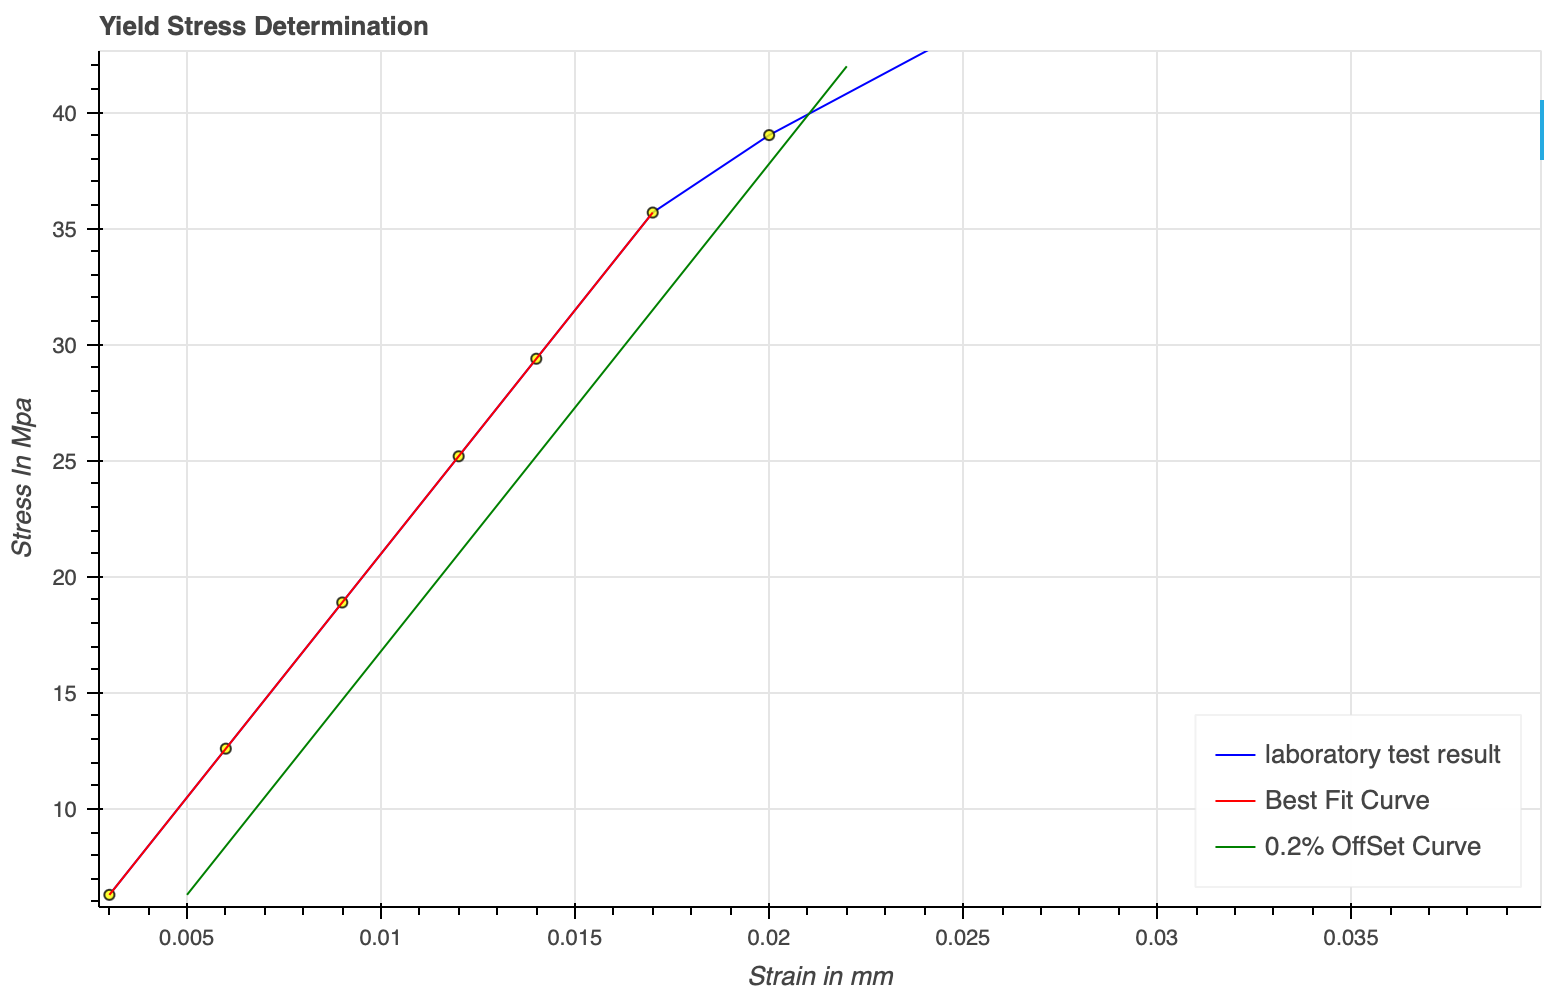 Yield Stress Determination
40
35
30
25
20
15
10
Stress In Mpa
0.005 0.01 0.015 0.02 0.025 0.03 0.035
Strain in mm
laboratory test result
Best Fit Curve
0.2% OffSet Curve